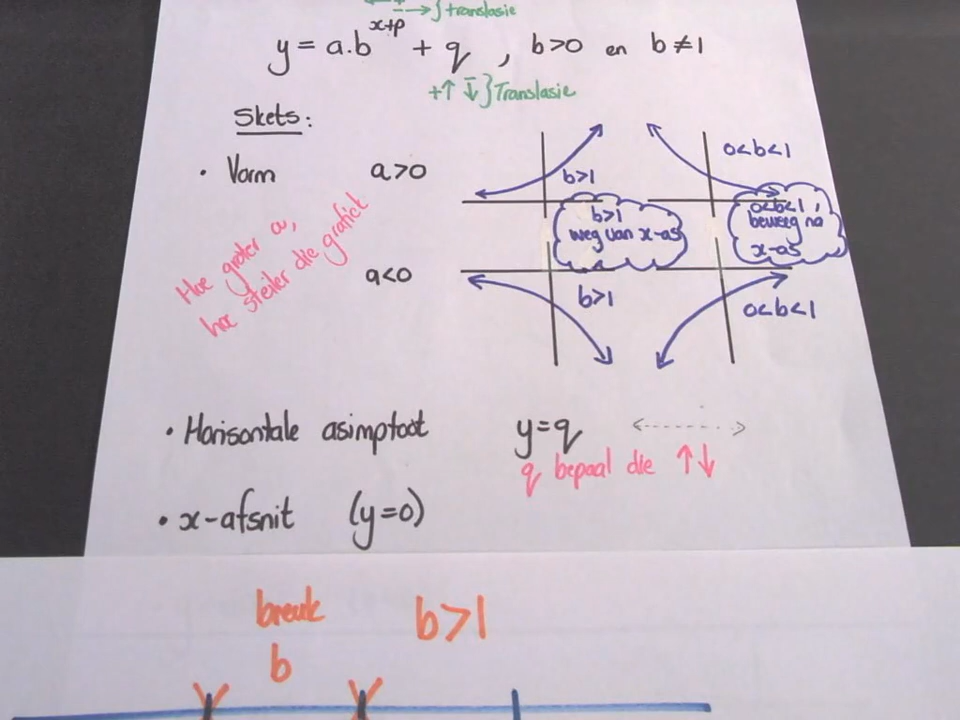 + → } translasie
y = a.b^(x+p) + q , b>0 en b≠1
+↑ -↓ } Translasie
Skets:
• Vorm a>0
b>1
0<b<1
b>1
weg van x-as
0<b<1,
beweeg na
x-as
Hoe groter a,
hoe steiler die grafiek
a<0
b>1
0<b<1
• Horisontale asimptoot y=q
q bepaal die ↑↓
• x-afsnit (y=0)
breuk b>1
b